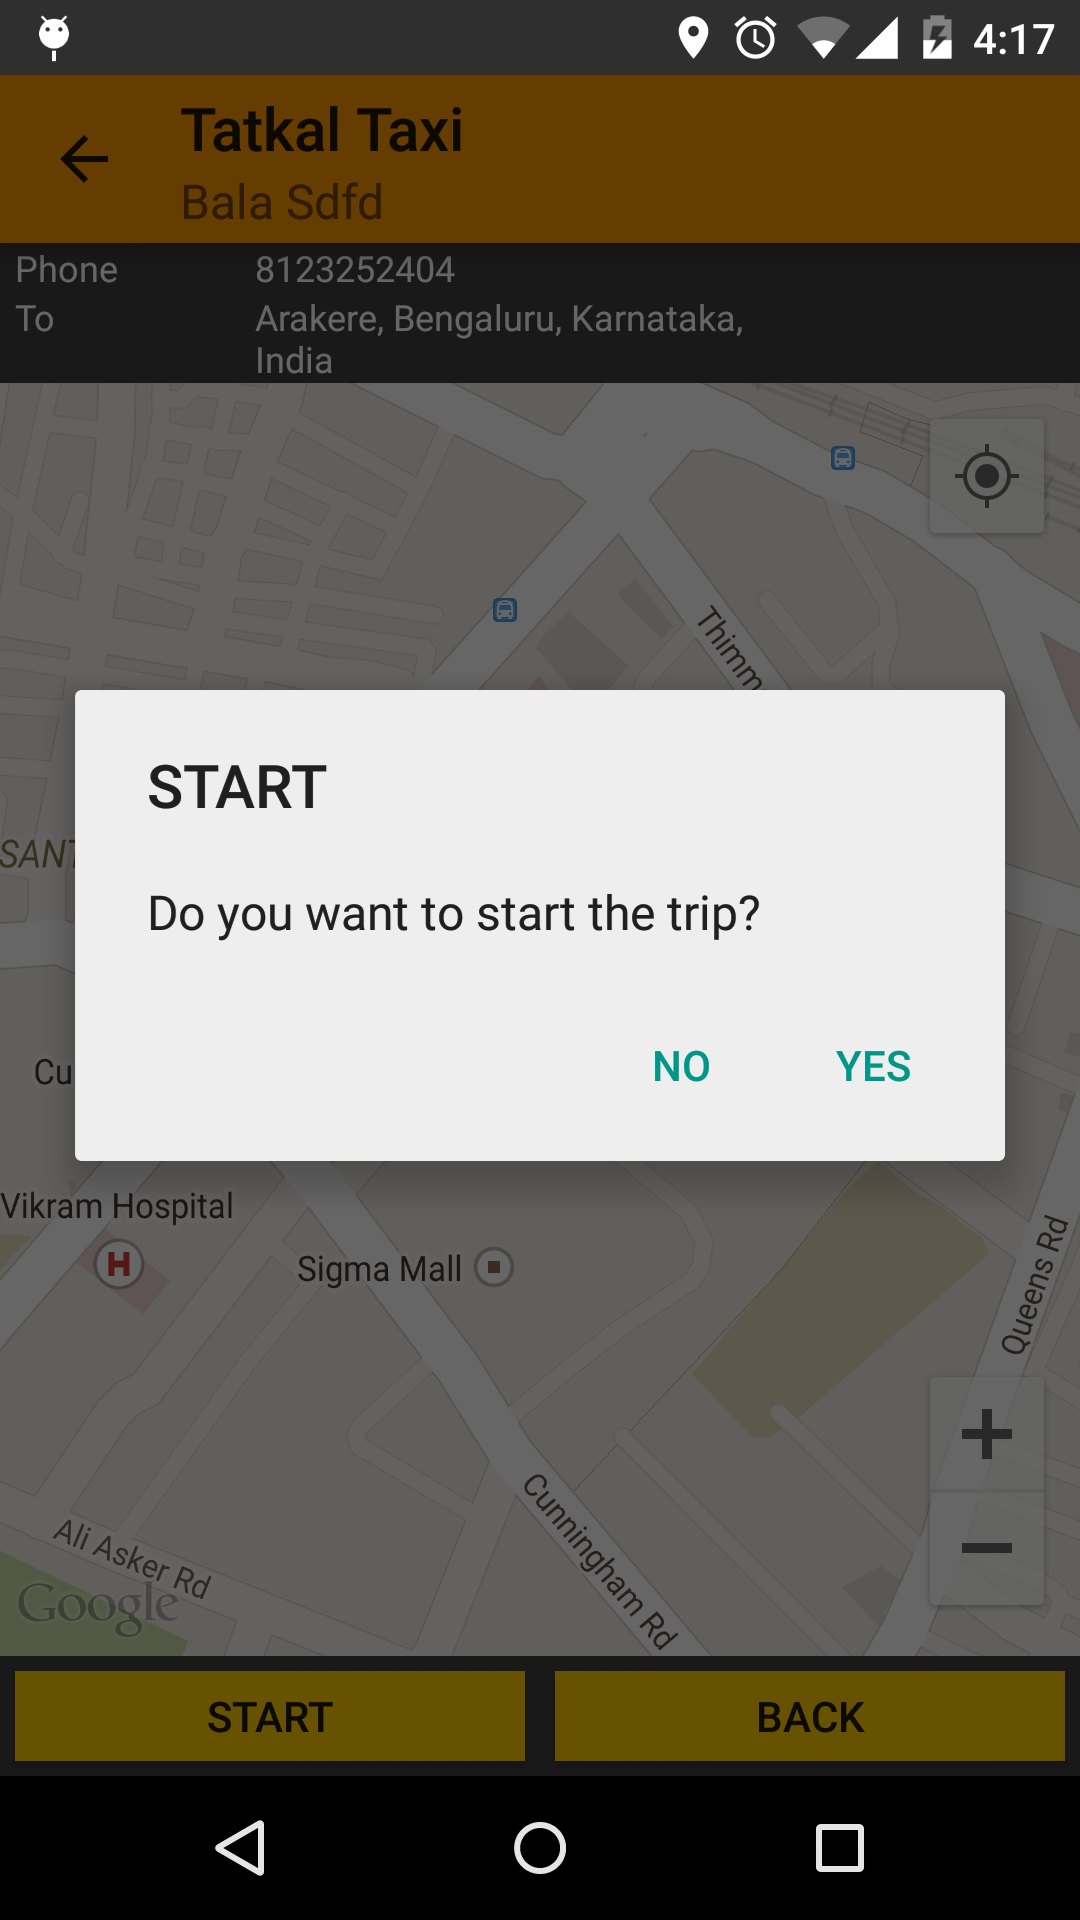 4:17
Tatkal Taxi
Bala Sdfd
Phone 8123252404
To Arakere, Bengaluru, Karnataka,
India
Thimm
START
SANT
Do you want to start the trip?
Cu
NO YES
Vikram Hospital
H
Sigma Mall
Queens Rd
Cunningham Rd
Ali Asker Rd
Google
START BACK